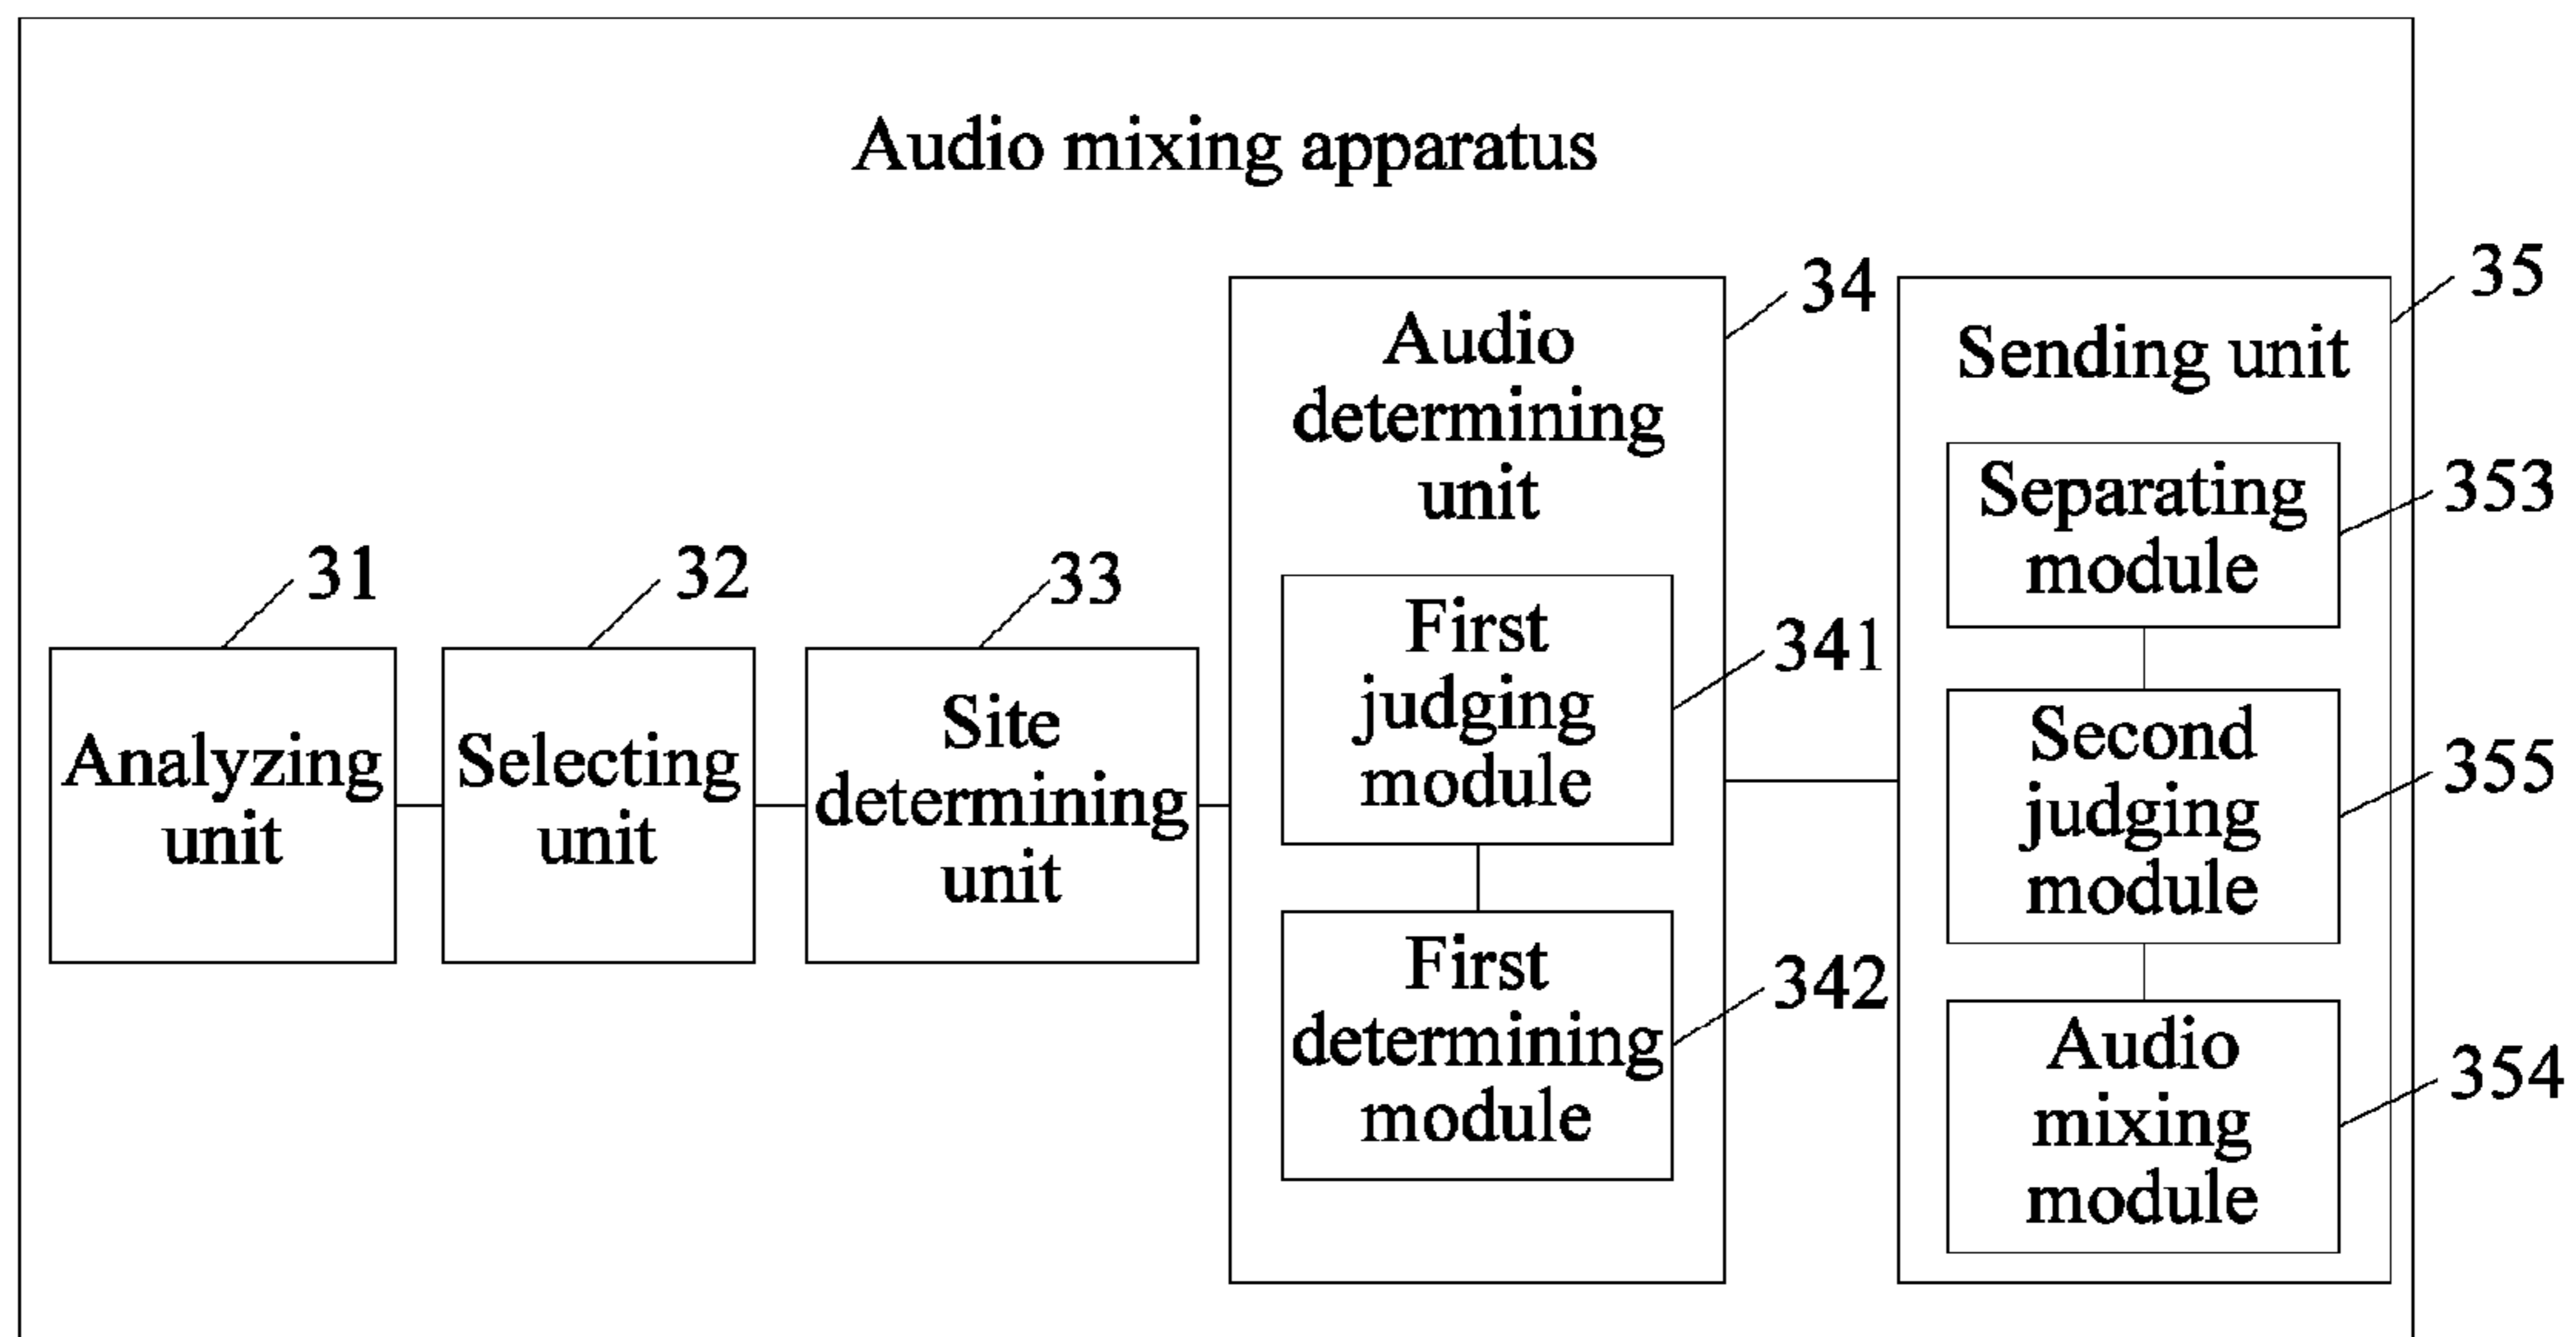 Audio mixing apparatus
31
Analyzing
unit
32
Selecting
unit
33
Site
determining
unit
34
Audio
determining
unit
341
First
judging
module
342
First
determining
module
35
Sending unit
353
Separating
module
355
Second
judging
module
354
Audio
mixing
module